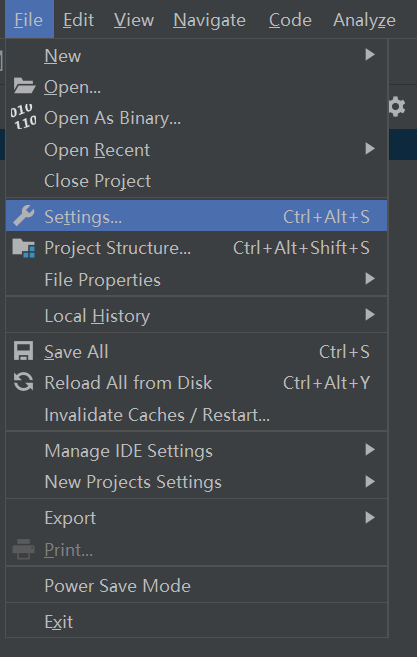 File Edit View Navigate Code Analyze
New
Open...
010
110
Open As Binary...
Open Recent
Close Project
Settings... Ctrl+Alt+S
Project Structure... Ctrl+Alt+Shift+S
File Properties
Local History
Save All Ctrl+S
Reload All from Disk Ctrl+Alt+Y
Invalidate Caches / Restart...
Manage IDE Settings
New Projects Settings
Export
Print...
Power Save Mode
Exit